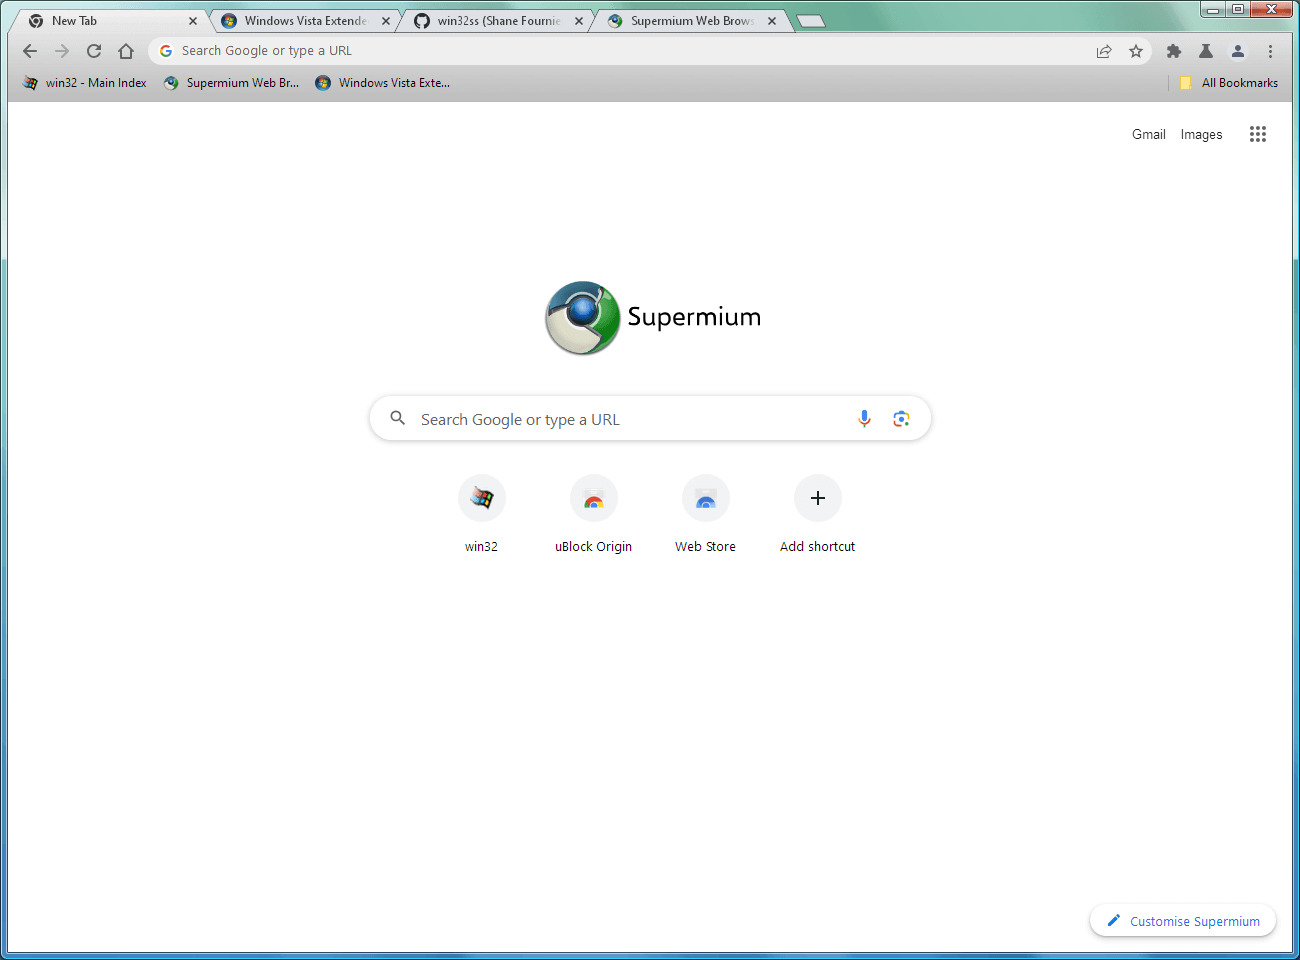 New Tab
Windows Vista Extende
win32ss (Shane Fournie
Supermium Web Brows
Search Google or type a URL
win32 - Main Index
Supermium Web Br...
Windows Vista Exte...
All Bookmarks
Gmail
Images
Supermium
Search Google or type a URL
win32
uBlock Origin
Web Store
Add shortcut
Customise Supermium